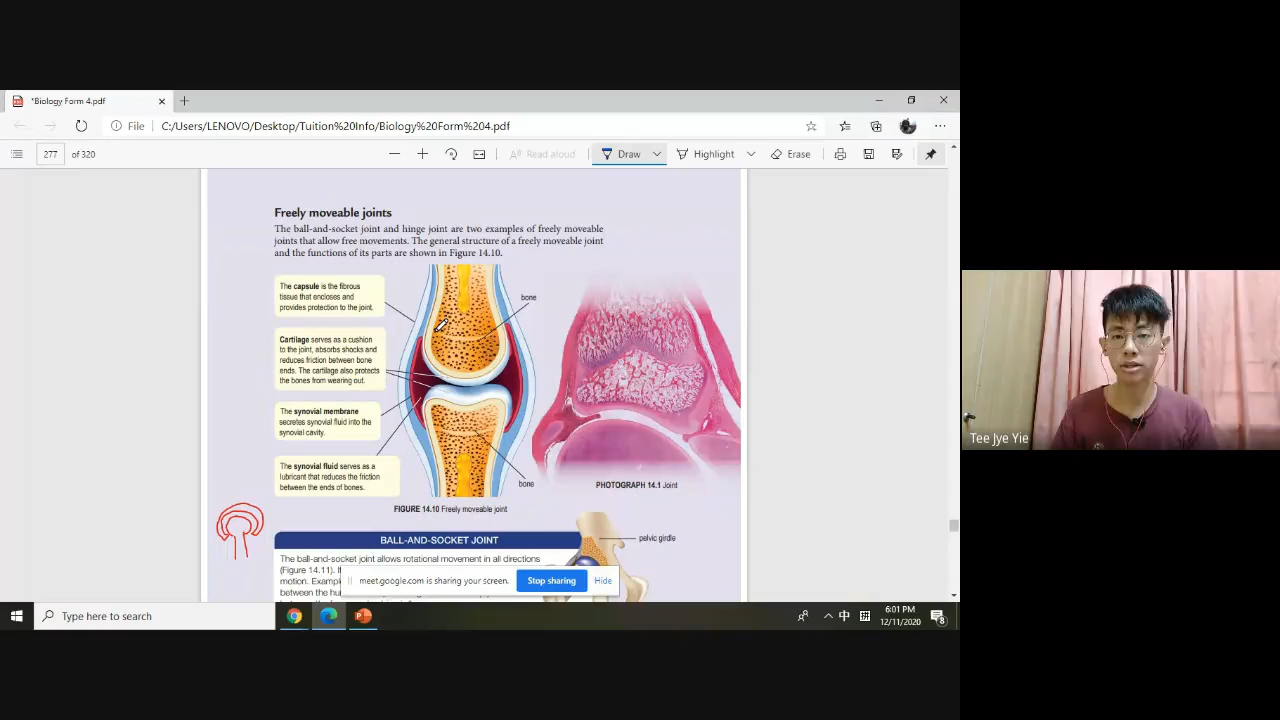 *Biology Form 4.pdf
File
C:/Users/LENOVO/Desktop/Tuition%20Info/Biology%20Form%204.pdf
277 of 320
Read aloud
Draw
Highlight
Erase
Freely moveable joints
The ball-and-socket joint and hinge joint are two examples of freely moveable
joints that allow free movements. The general structure of a freely moveable joint
and the functions of its parts are shown in Figure 14.10.
The capsule is the fibrous
tissue that encloses and
provides protection to the joint.
Cartilage serves as a cushion
to the joint, absorbs shocks and
reduces friction between bone
ends. The cartilage also protects
the bones from wearing out.
The synovial membrane
secretes synovial fluid into the
synovial cavity.
The synovial fluid serves as a
lubricant that reduces the friction
between the ends of bones.
bone
bone
FIGURE 14.10 Freely moveable joint
PHOTOGRAPH 14.1 Joint
BALL-AND-SOCKET JOINT
The ball-and-socket joint allows rotational movement in all directions
(Figure 14.11).
motion.
between the
pelvic girdle
meet.google.com is sharing your screen.
Stop sharing
Hide
Type here to search
中
6:01 PM
12/11/2020
8
Tee Jye Yie